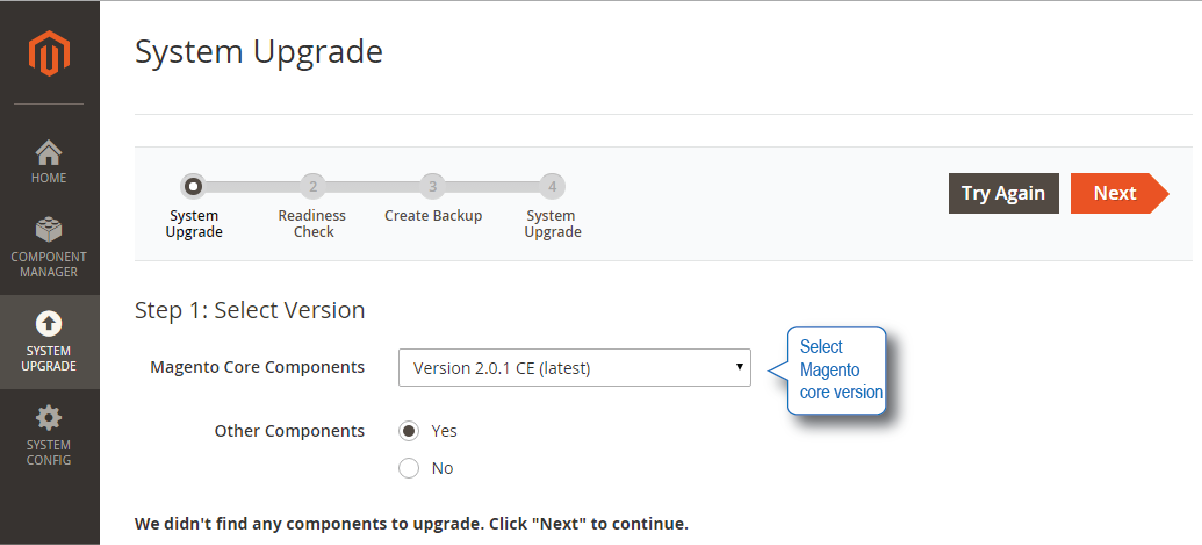 System Upgrade
HOME
COMPONENT
MANAGER
SYSTEM
UPGRADE
SYSTEM
CONFIG
2
3
4
System
Upgrade
Readiness
Check
Create Backup
System
Upgrade
Try Again
Next
Step 1: Select Version
Magento Core Components
Version 2.0.1 CE (latest)
Select
Magento
core version
Other Components
Yes
No
We didn't find any components to upgrade. Click "Next" to continue.